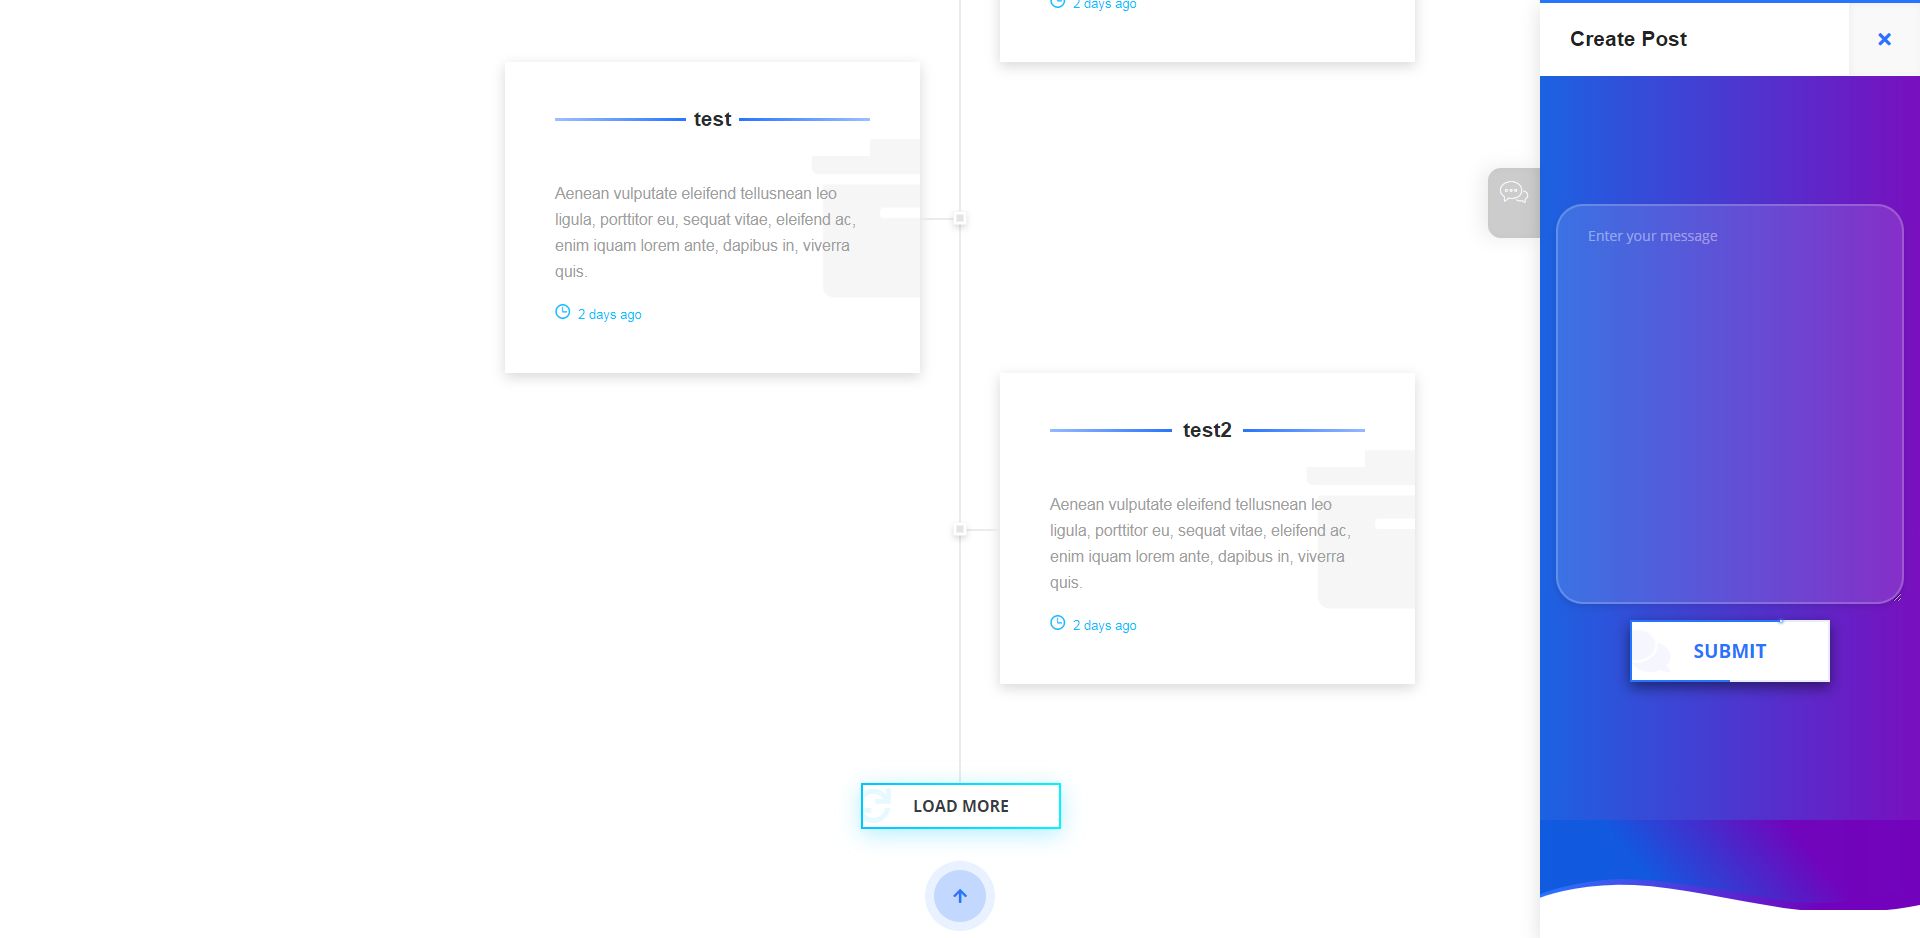 2 days ago
test
Aenean vulputate eleifend tellusnean leo
ligula, porttitor eu, sequat vitae, eleifend ac,
enim iquam lorem ante, dapibus in, viverra
quis.
2 days ago
test2
Aenean vulputate eleifend tellusnean leo
ligula, porttitor eu, sequat vitae, eleifend ac,
enim iquam lorem ante, dapibus in, viverra
quis.
2 days ago
LOAD MORE
Create Post
Enter your message
SUBMIT